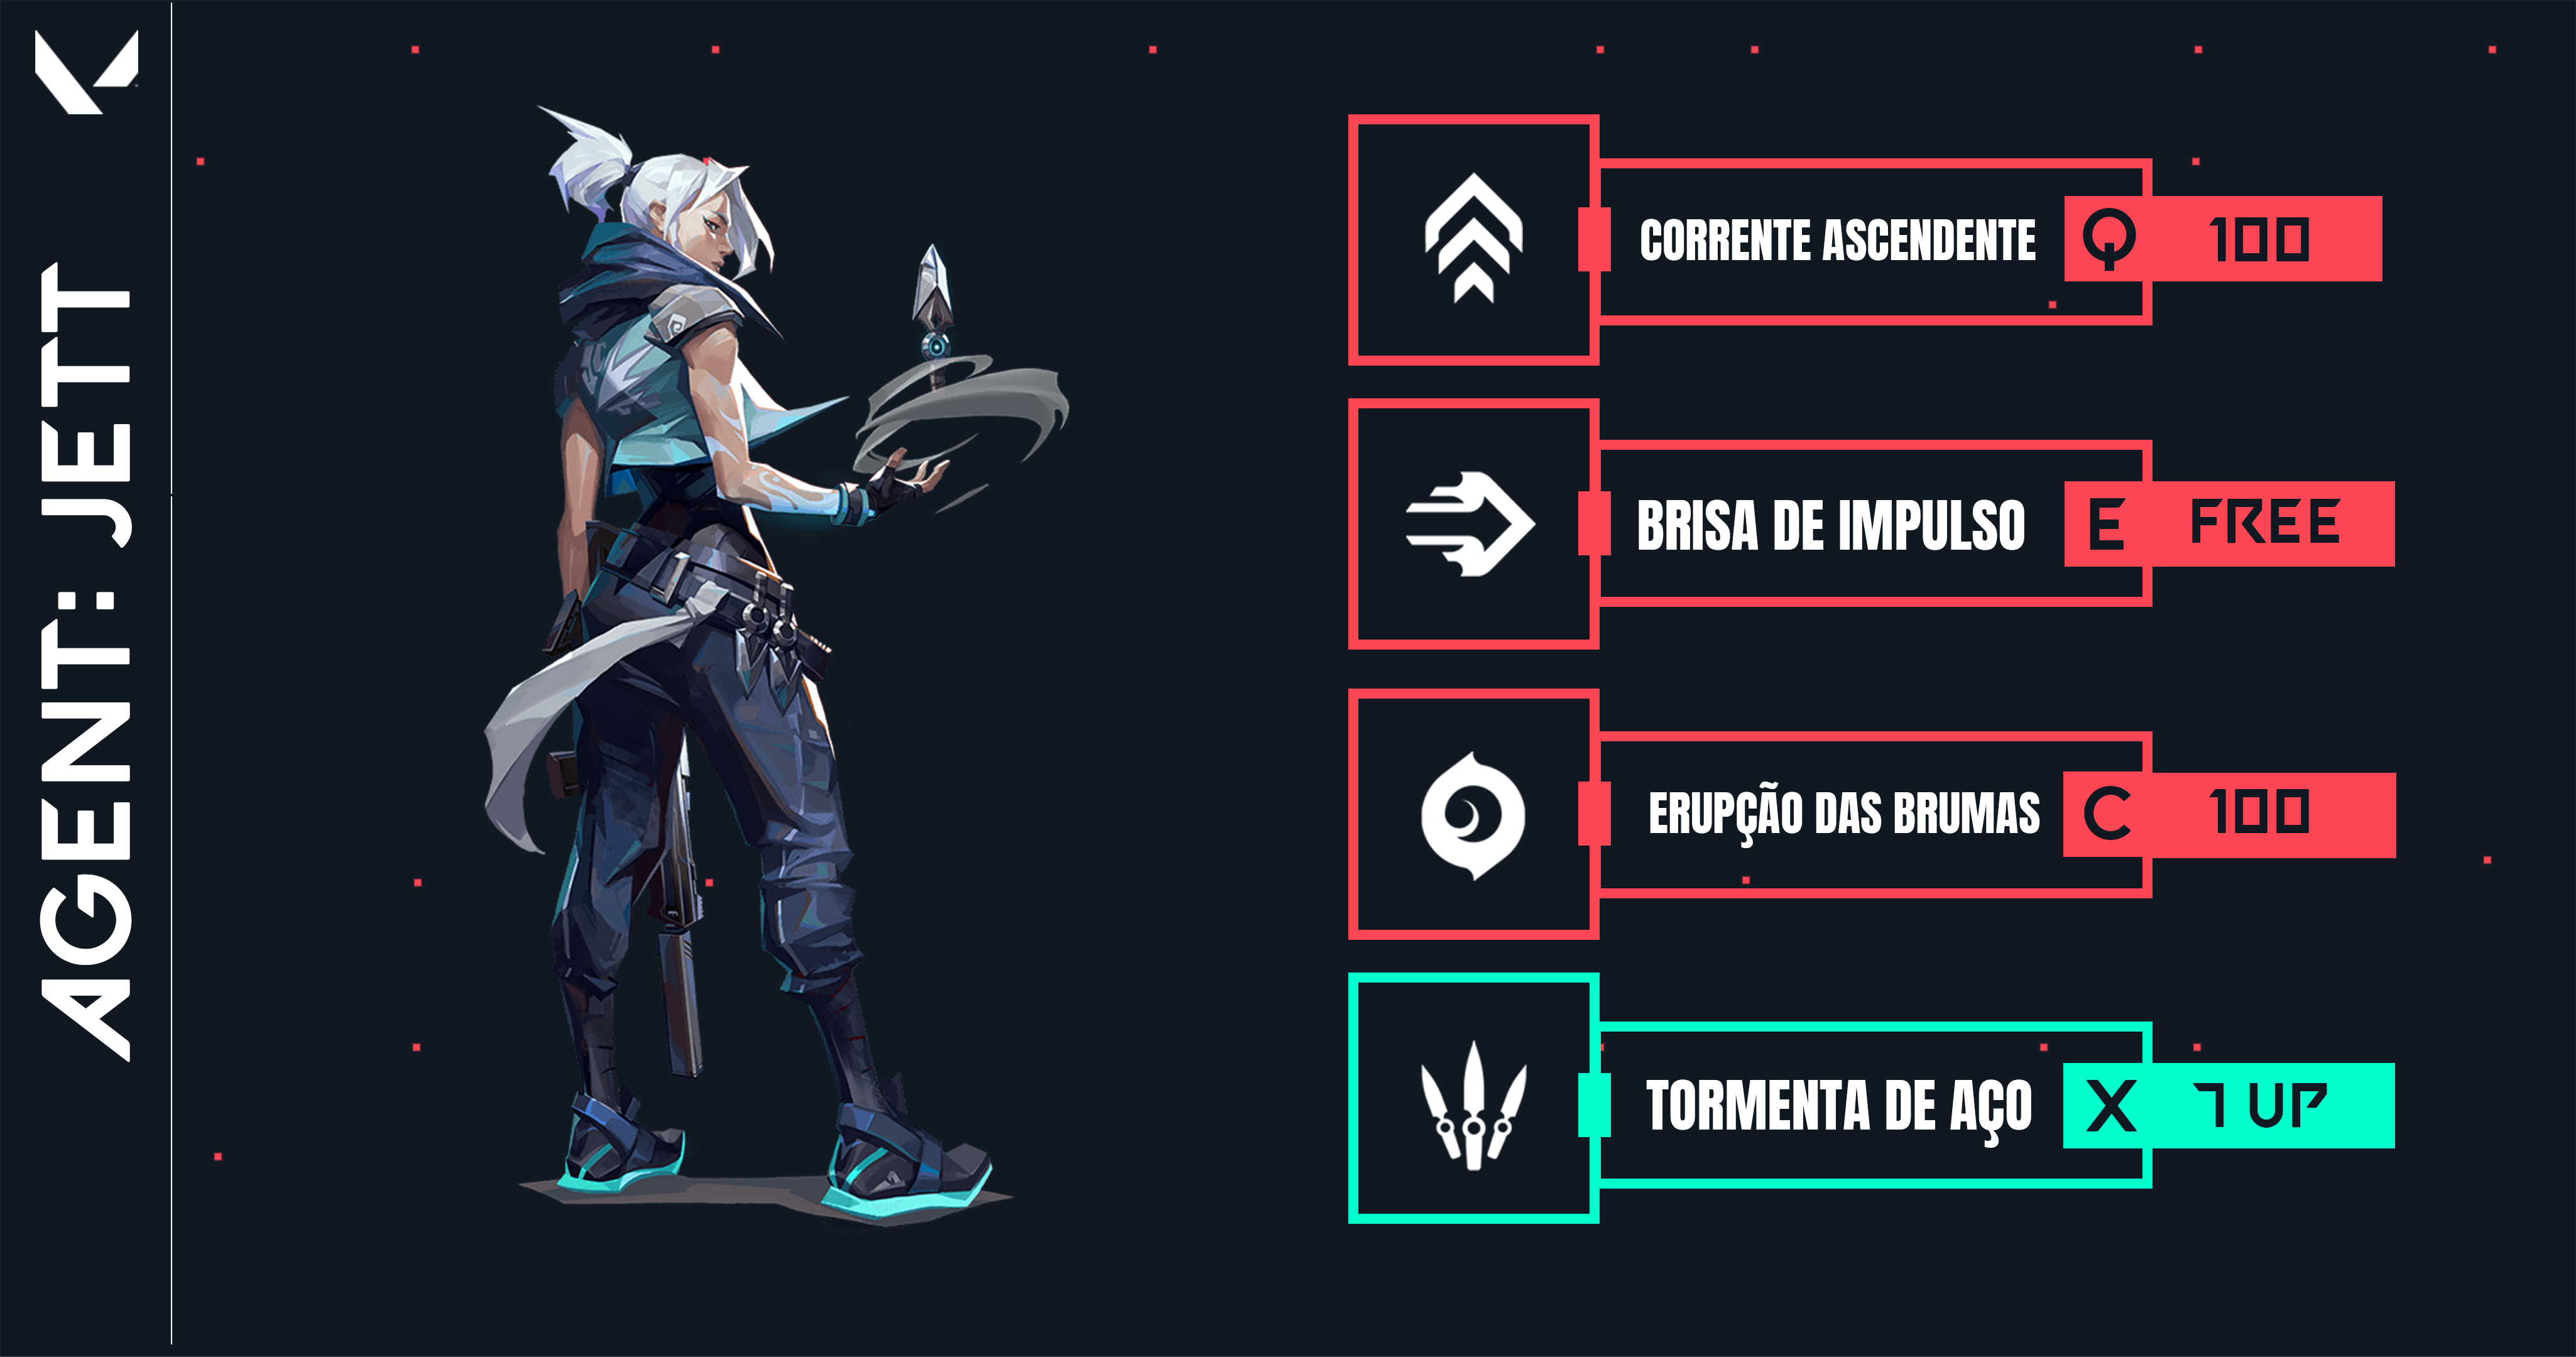 AGENT: JETT
CORRENTE ASCENDENTE Q 100
BRISA DE IMPULSO E FREE
ERUPÇÃO DAS BRUMAS C 100
TORMENTA DE AÇO X 7 UP